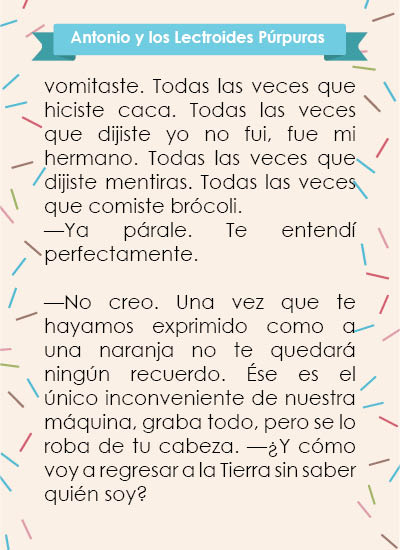 Antonio y los Lectroides Púrpuras
vomitaste. Todas las veces que
hiciste caca. Todas las veces
que dijiste yo no fui, fue mi
hermano. Todas las veces que
dijiste mentiras. Todas las veces
que comiste brócoli.
—Ya párale. Te entendí
perfectamente.
—No creo. Una vez que te
hayamos exprimido como a
una naranja no te quedará
ningún recuerdo. Ése es el
único inconveniente de nuestra
máquina, graba todo, pero se lo
roba de tu cabeza. —¿Y cómo
voy a regresar a la Tierra sin saber
quién soy?